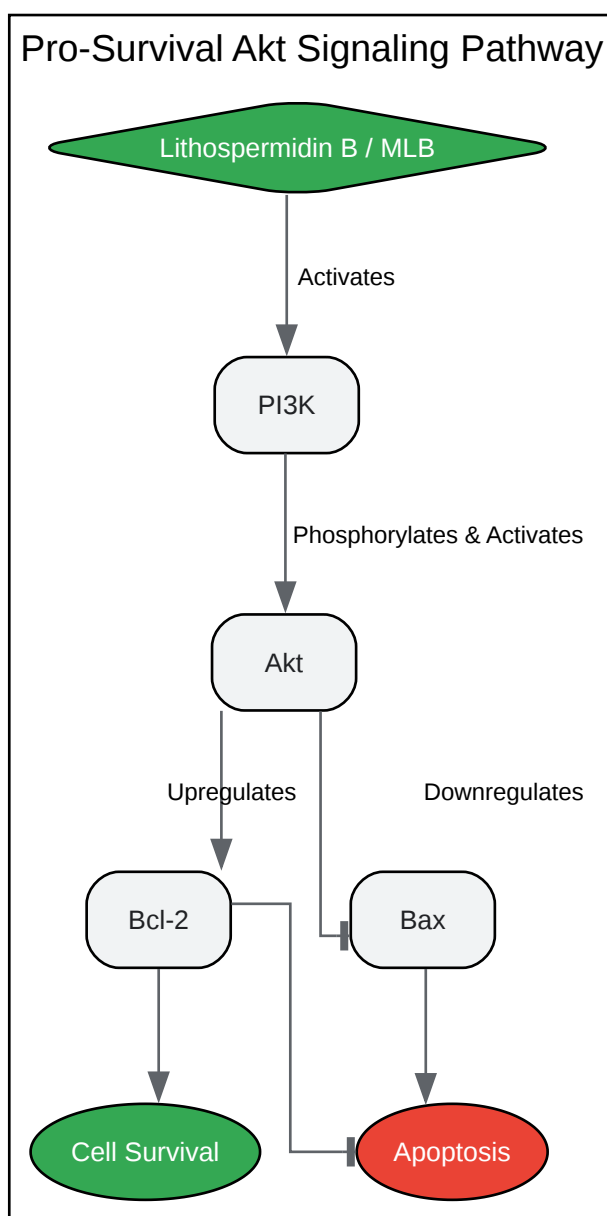 Pro-Survival Akt Signaling Pathway
Lithospermidin B / MLB
Activates
PI3K
Phosphorylates & Activates
Akt
Upregulates
Downregulates
Bcl-2
Bax
Cell Survival
Apoptosis